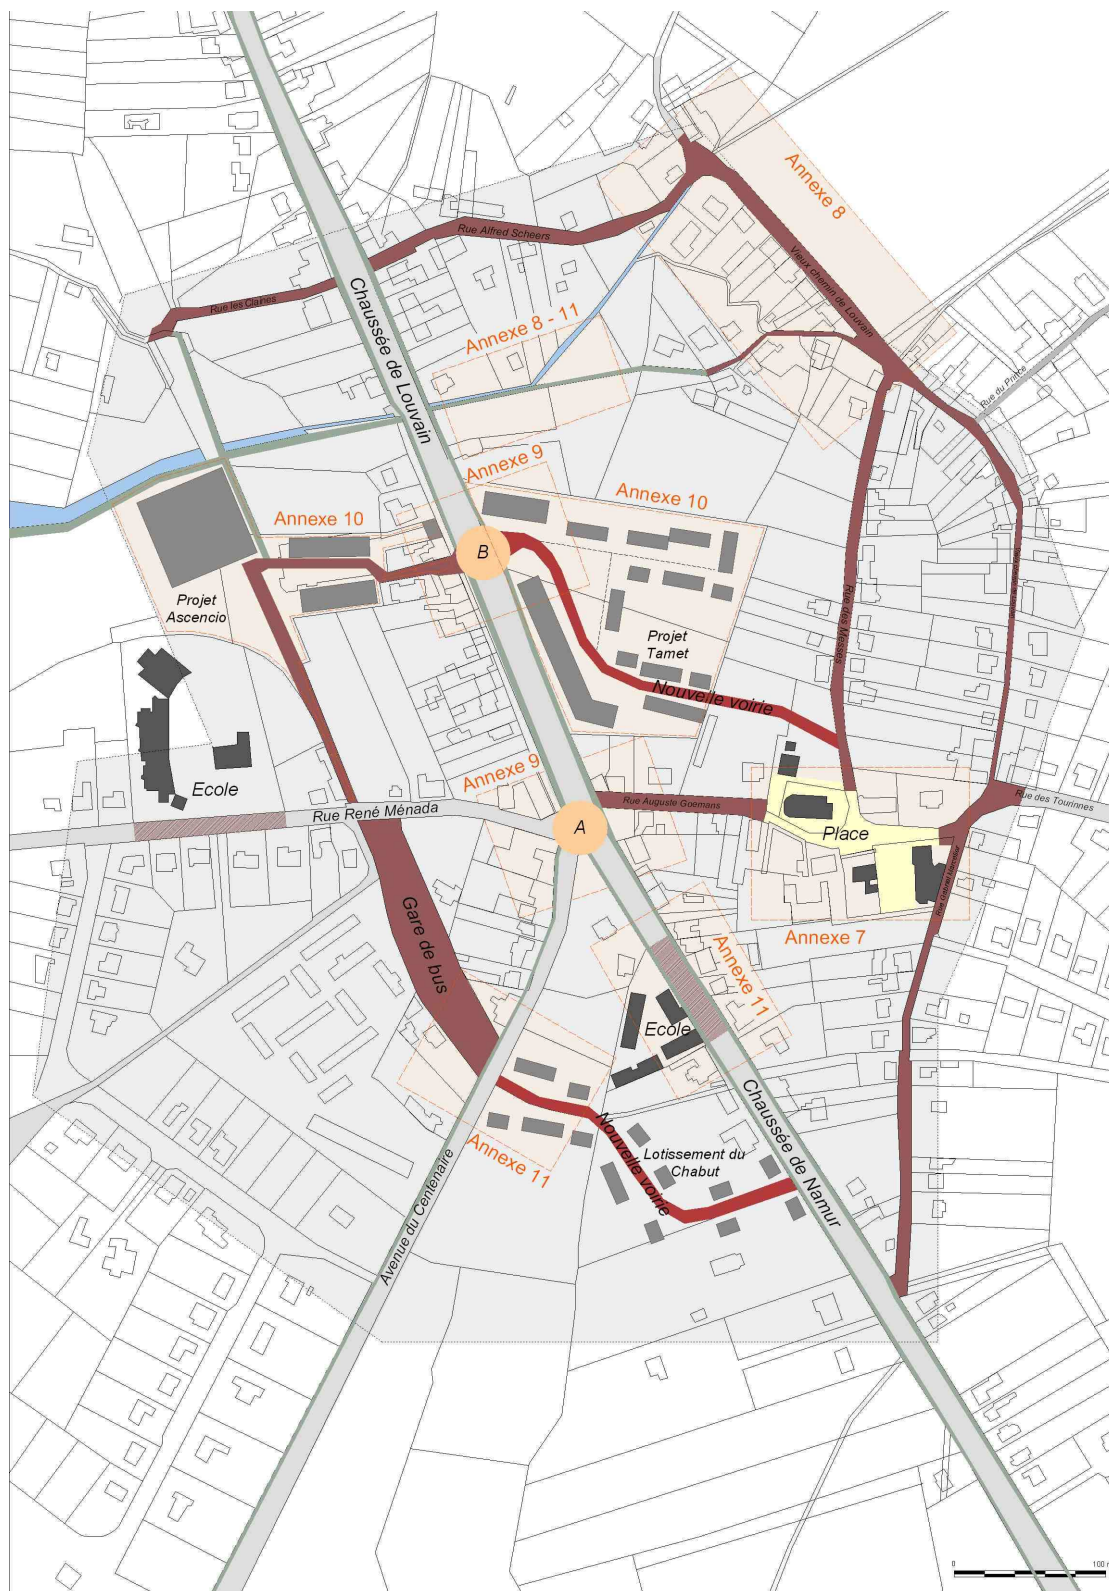 Annexe 8
Rue Alfred Scheers
Vieux chemin de Louvain
Rue les Claines
Chaussée de Louvain
Annexe 8 - 11
Rue du Prince
Annexe 9
Annexe 10
Annexe 10
B
Projet
Ascencio
Projet
Tamet
Rue des Messes
Nouvelle voirie
Annexe 9
Ecole
Rue René Ménada
A
Rue Auguste Goemans
Place
Rue des Tourinnes
Gare de bus
Annexe 7
Annexe 11
Ecole
Chaussée de Namur
Nouvelle voirie
Lotissement du
Chabut
Annexe 11
Avenue du Centenaire
0